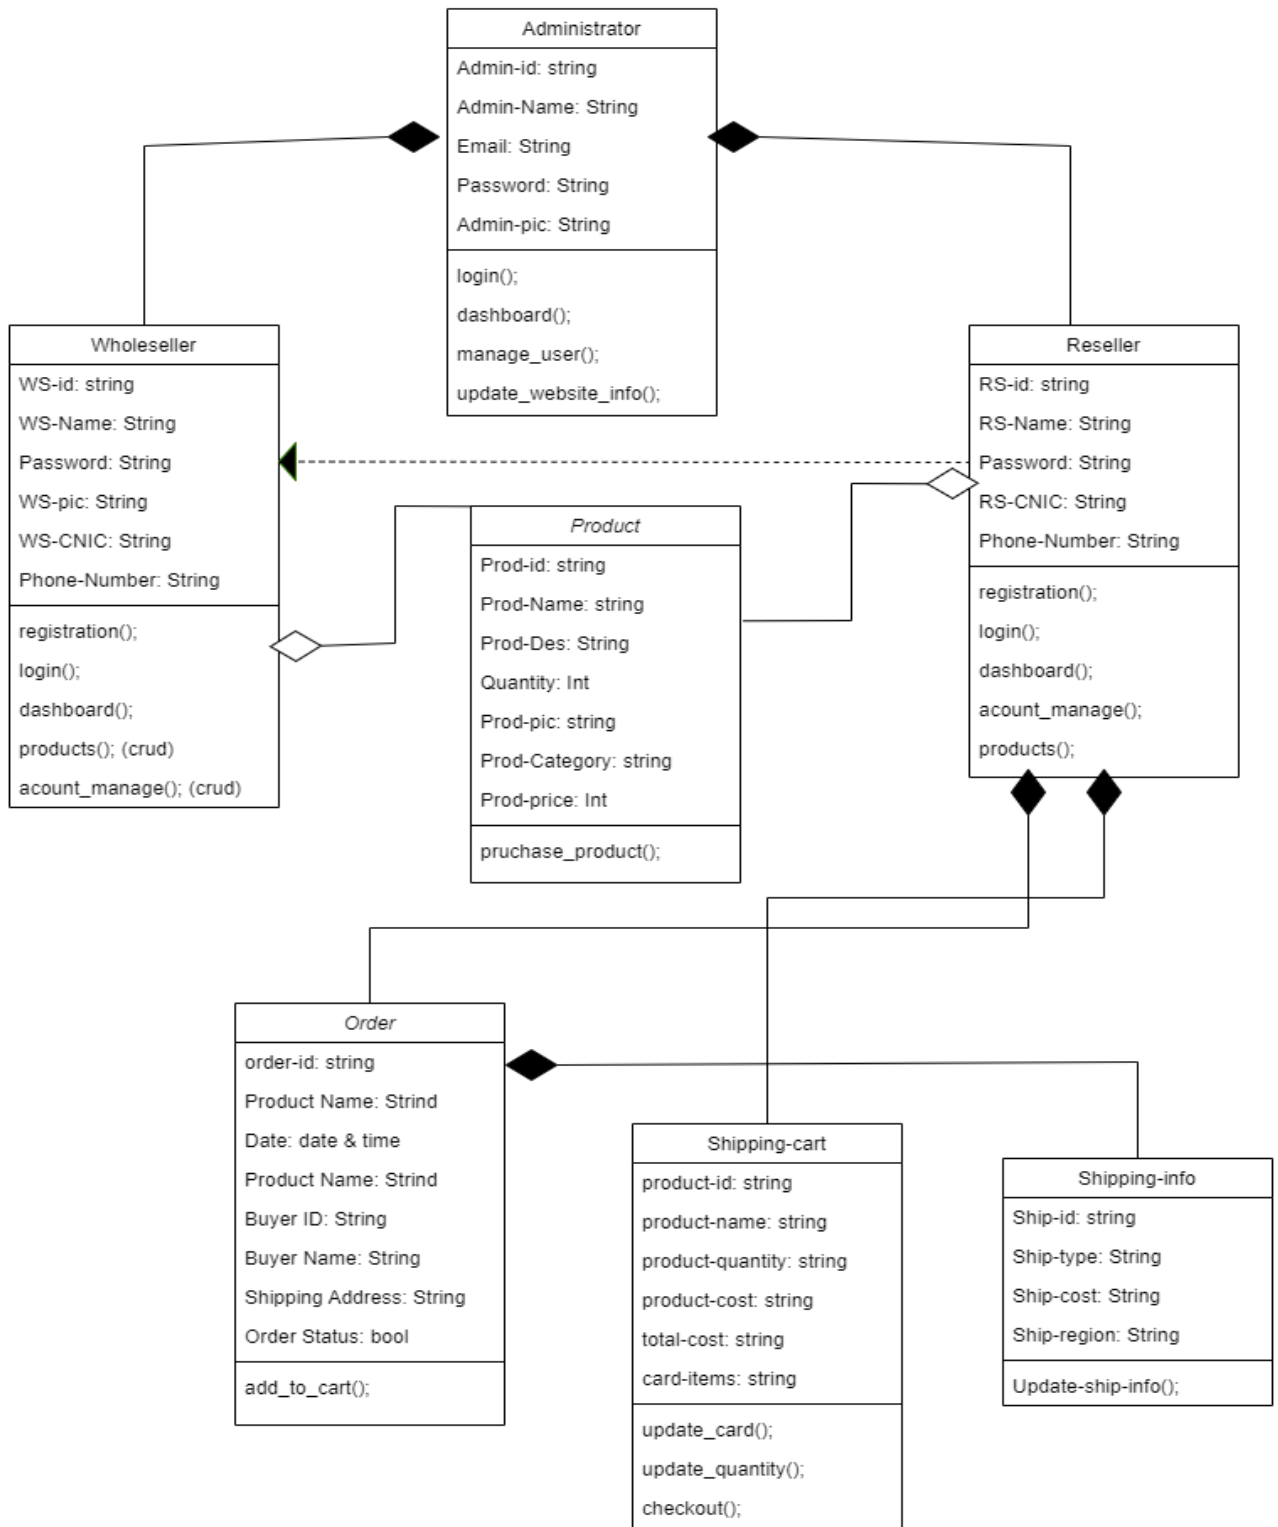 Administrator
Admin-id: string
Admin-Name: String
Email: String
Password: String
Admin-pic: String
login();
dashboard();
manage_user();
update_website_info();
Wholeseller
WS-id: string
WS-Name: String
Password: String
WS-pic: String
WS-CNIC: String
Phone-Number: String
registration();
login();
dashboard();
products(); (crud)
acount_manage(); (crud)
Reseller
RS-id: string
RS-Name: String
Password: String
RS-CNIC: String
Phone-Number: String
registration();
login();
dashboard();
acount_manage();
products();
Product
Prod-id: string
Prod-Name: string
Prod-Des: String
Quantity: Int
Prod-pic: string
Prod-Category: string
Prod-price: Int
pruchase_product();
Order
order-id: string
Product Name: Strind
Date: date & time
Product Name: Strind
Buyer ID: String
Buyer Name: String
Shipping Address: String
Order Status: bool
add_to_cart();
Shipping-cart
product-id: string
product-name: string
product-quantity: string
product-cost: string
total-cost: string
card-items: string
update_card();
update_quantity();
checkout();
Shipping-info
Ship-id: string
Ship-type: String
Ship-cost: String
Ship-region: String
Update-ship-info();